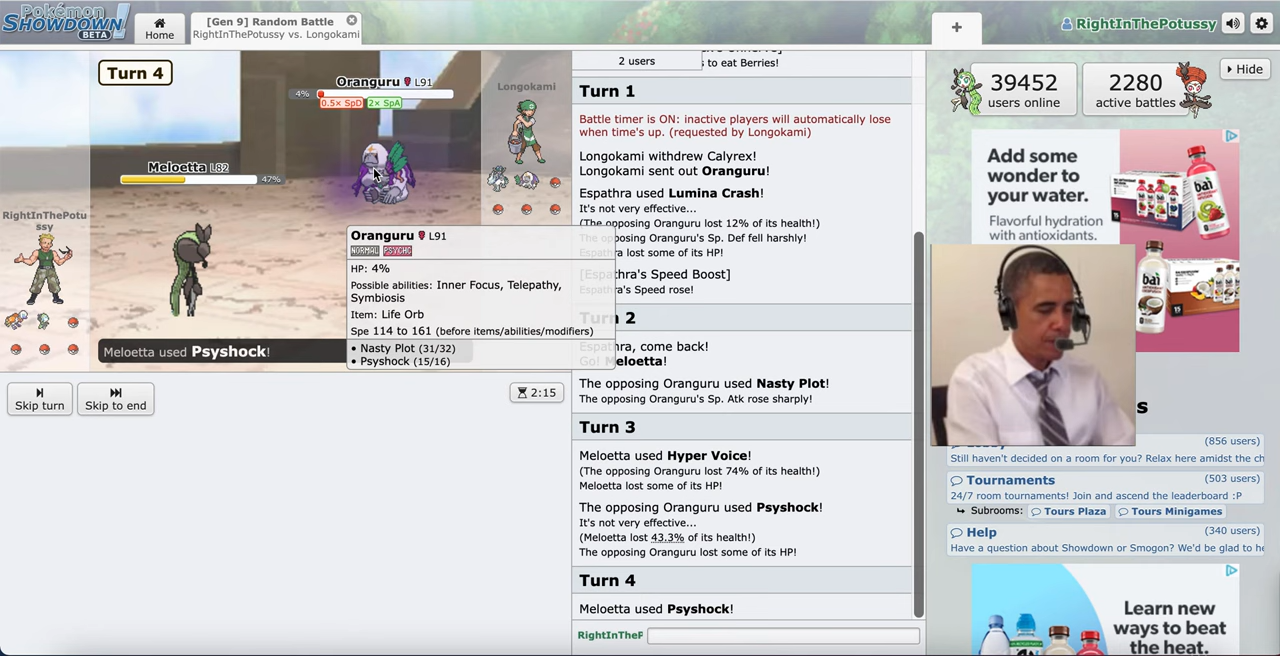 Pokémon
SHOWDOWN!
BETA
Home
[Gen 9] Random Battle
RightInThePotussy vs. Longokami
+
RightInThePotussy
Turn 4
Oranguru L91
4%
0.5× SpD 2× SpA
Longokami
Meloetta L82
47%
RightInThePotu
ssy
Oranguru L91
NORMAL PSYCHC
HP: 4%
Possible abilities: Inner Focus, Telepathy,
Symbiosis
Item: Life Orb
Spe 114 to 161 (before items/abilities/modifiers)
• Nasty Plot (31/32)
• Psyshock (15/16)
Meloetta used Psyshock!
Skip turn
Skip to end
2:15
2 users
to eat Berries!
Turn 1
Battle timer is ON: inactive players will automatically lose
when time's up. (requested by Longokami)
Longokami withdrew Calyrex!
Longokami sent out Oranguru!
Espathra used Lumina Crash!
It's not very effective...
(The opposing Oranguru lost 12% of its health!)
The opposing Oranguru's Sp. Def fell harshly!
Espathra lost some of its HP!
[Espathra's Speed Boost]
Espathra's Speed rose!
Turn 2
Espathra, come back!
Go! Meloetta!
The opposing Oranguru used Nasty Plot!
The opposing Oranguru's Sp. Atk rose sharply!
Turn 3
Meloetta used Hyper Voice!
(The opposing Oranguru lost 74% of its health!)
Meloetta lost some of its HP!
The opposing Oranguru used Psyshock!
It's not very effective...
(Meloetta lost 43.3% of its health!)
The opposing Oranguru lost some of its HP!
Turn 4
Meloetta used Psyshock!
RightInTheP
39452
users online
2280
active battles
Hide
Add some
wonder to
your water.
Flavorful hydration
with antioxidants.
bai
bai
s
(856 users)
Still haven't decided on a room for you? Relax here amidst the ch
Tournaments (503 users)
24/7 room tournaments! Join and ascend the leaderboard :P
Subrooms: Tours Plaza Tours Minigames
Help (340 users)
Have a question about Showdown or Smogon? We'd be glad to he
Learn new
ways to beat
the heat.